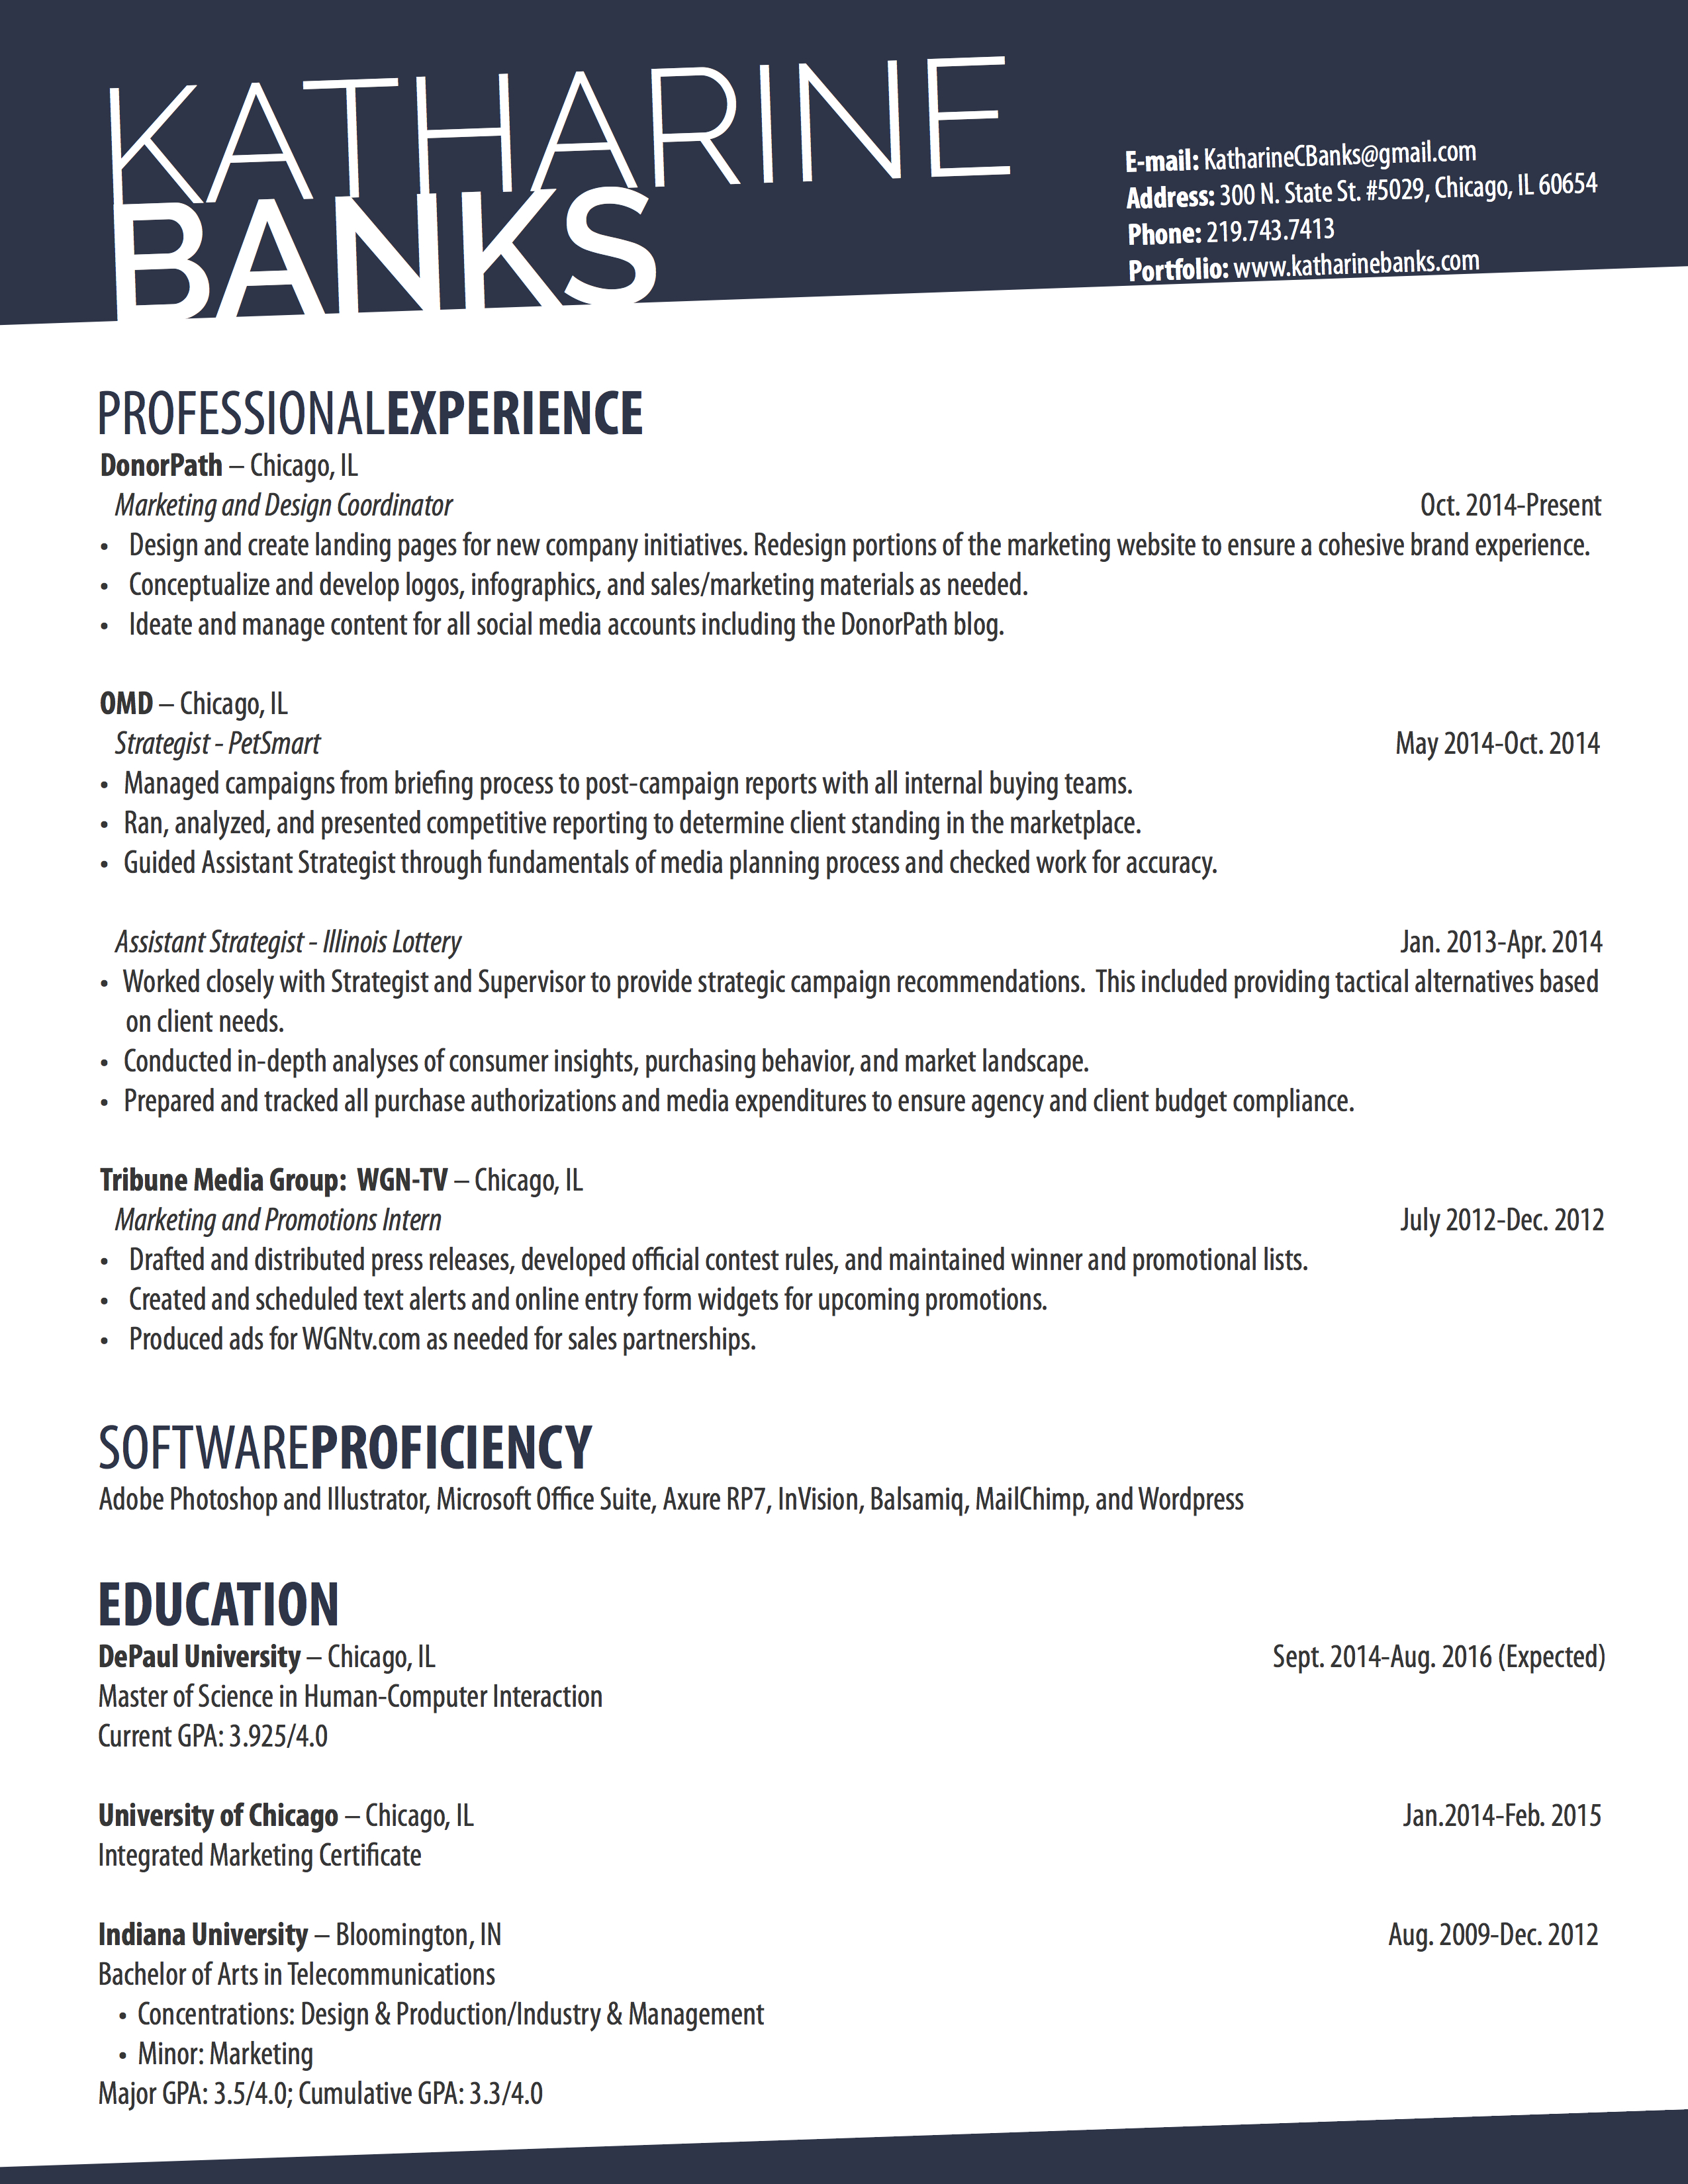 KATHARINE
BANKS
E-mail: KatharineCBanks@gmail.com
Address: 300 N. State St. #5029, Chicago, IL 60654
Phone: 219.743.7413
Portfolio: www.katharinebanks.com
PROFESSIONALEXPERIENCE
DonorPath – Chicago, IL
Marketing and Design Coordinator Oct. 2014-Present
• Design and create landing pages for new company initiatives. Redesign portions of the marketing website to ensure a cohesive brand experience.
• Conceptualize and develop logos, infographics, and sales/marketing materials as needed.
• Ideate and manage content for all social media accounts including the DonorPath blog.
OMD – Chicago, IL
Strategist - PetSmart May 2014-Oct. 2014
• Managed campaigns from briefing process to post-campaign reports with all internal buying teams.
• Ran, analyzed, and presented competitive reporting to determine client standing in the marketplace.
• Guided Assistant Strategist through fundamentals of media planning process and checked work for accuracy.
Assistant Strategist - Illinois Lottery Jan. 2013-Apr. 2014
• Worked closely with Strategist and Supervisor to provide strategic campaign recommendations.  This included providing tactical alternatives based
on client needs.
• Conducted in-depth analyses of consumer insights, purchasing behavior, and market landscape.
• Prepared and tracked all purchase authorizations and media expenditures to ensure agency and client budget compliance.
Tribune Media Group:  WGN-TV – Chicago, IL
Marketing and Promotions Intern July 2012-Dec. 2012
• Drafted and distributed press releases, developed official contest rules, and maintained winner and promotional lists.
• Created and scheduled text alerts and online entry form widgets for upcoming promotions.
• Produced ads for WGNtv.com as needed for sales partnerships.
SOFTWAREPROFICIENCY
Adobe Photoshop and Illustrator, Microsoft Office Suite, Axure RP7, InVision, Balsamiq, MailChimp, and Wordpress
EDUCATION
DePaul University – Chicago, IL Sept. 2014-Aug. 2016 (Expected)
Master of Science in Human-Computer Interaction
Current GPA: 3.925/4.0
University of Chicago – Chicago, IL Jan.2014-Feb. 2015
Integrated Marketing Certificate
Indiana University – Bloomington, IN Aug. 2009-Dec. 2012
Bachelor of Arts in Telecommunications
• Concentrations: Design & Production/Industry & Management
• Minor: Marketing
Major GPA: 3.5/4.0; Cumulative GPA: 3.3/4.0